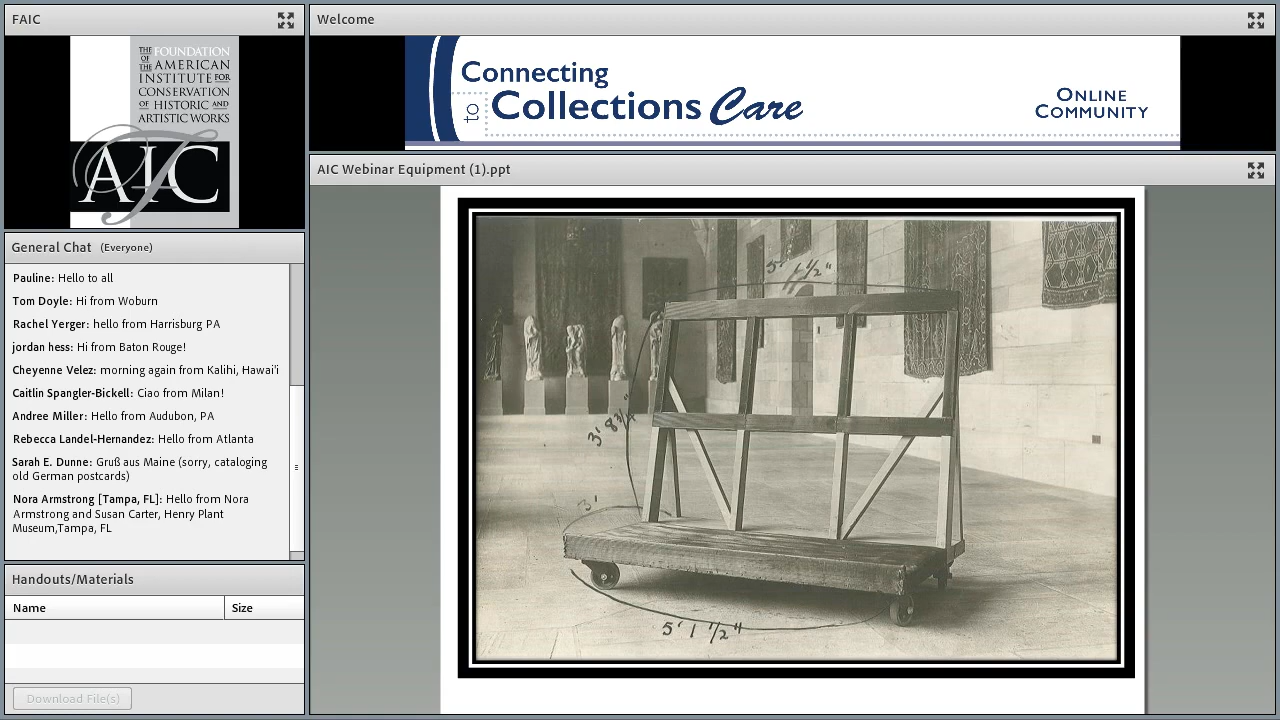 FAIC
THE FOUNDATION
OF THE AMERICAN
INSTITUTE FOR
CONSERVATION
OF HISTORIC AND
ARTISTIC WORKS
FAIC
General Chat (Everyone)
Pauline: Hello to all
Tom Doyle: Hi from Woburn
Rachel Yerger: hello from Harrisburg PA
jordan hess: Hi from Baton Rouge!
Cheyenne Velez: morning again from Kalihi, Hawai'i
Caitlin Spangler-Bickell: Ciao from Milan!
Andree Miller: Hello from Audubon, PA
Rebecca Landel-Hernandez: Hello from Atlanta
Sarah E. Dunne: Gruß aus Maine (sorry, cataloging
old German postcards)
Nora Armstrong [Tampa, FL]: Hello from Nora
Armstrong and Susan Carter, Henry Plant
Museum,Tampa, FL
Handouts/Materials
Name Size
Download File(s)
Welcome
Connecting
to Collections Care
ONLINE
COMMUNITY
AIC Webinar Equipment (1).ppt
5' 1 1/2"
3' 8 3/4"
3'
5' 1 1/2"